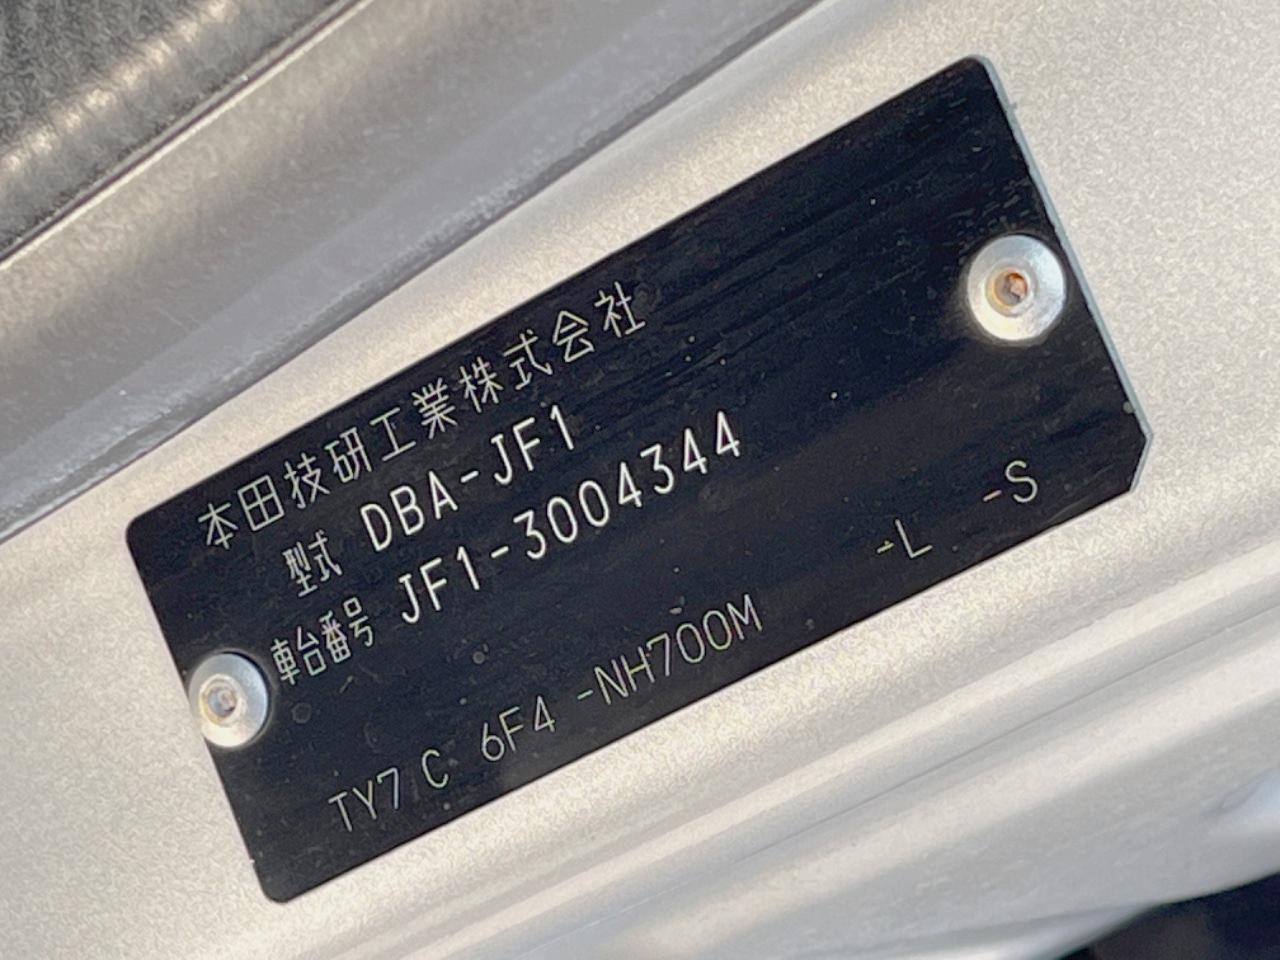 本田技研工業株式会社
型式 DBA-JF1
車台番号 JF1-3004344
TY7 C 6F4 -NH700M -L -S